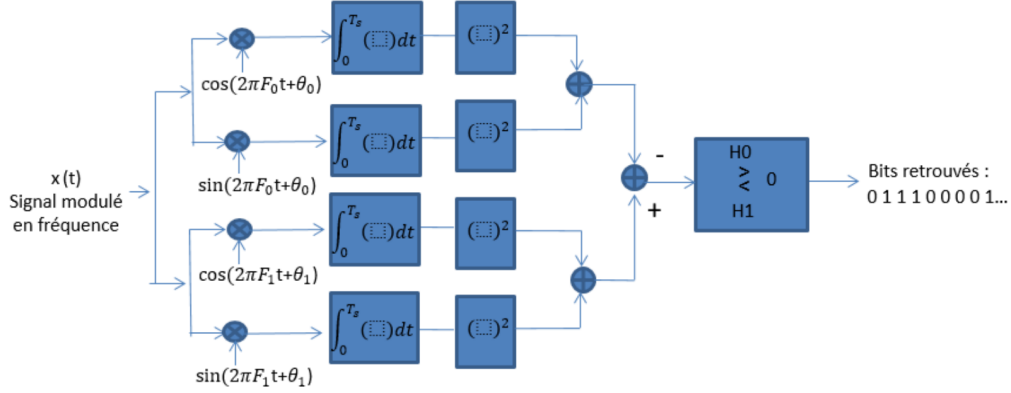 ∫₀^Tₛ (⬚)dt
(⬚)²
cos(2πF₀t+θ₀)
∫₀^Tₛ (⬚)dt
(⬚)²
sin(2πF₀t+θ₀)
x (t)
Signal modulé
en fréquence
-
+
H0
> < 0
H1
Bits retrouvés :
0 1 1 1 0 0 0 0 1...
∫₀^Tₛ (⬚)dt
(⬚)²
cos(2πF₁t+θ₁)
∫₀^Tₛ (⬚)dt
(⬚)²
sin(2πF₁t+θ₁)